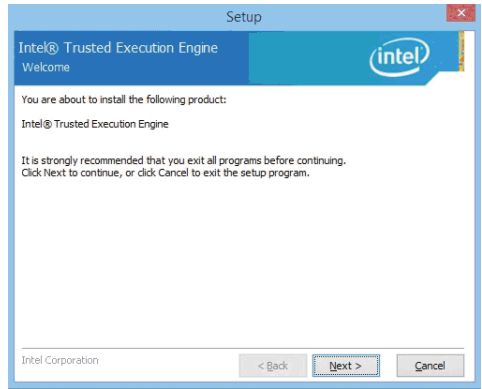 Setup
Intel® Trusted Execution Engine
Welcome
intel
You are about to install the following product:
Intel® Trusted Execution Engine
It is strongly recommended that you exit all programs before continuing.
Click Next to continue, or click Cancel to exit the setup program.
Intel Corporation
< Back
Next >
Cancel